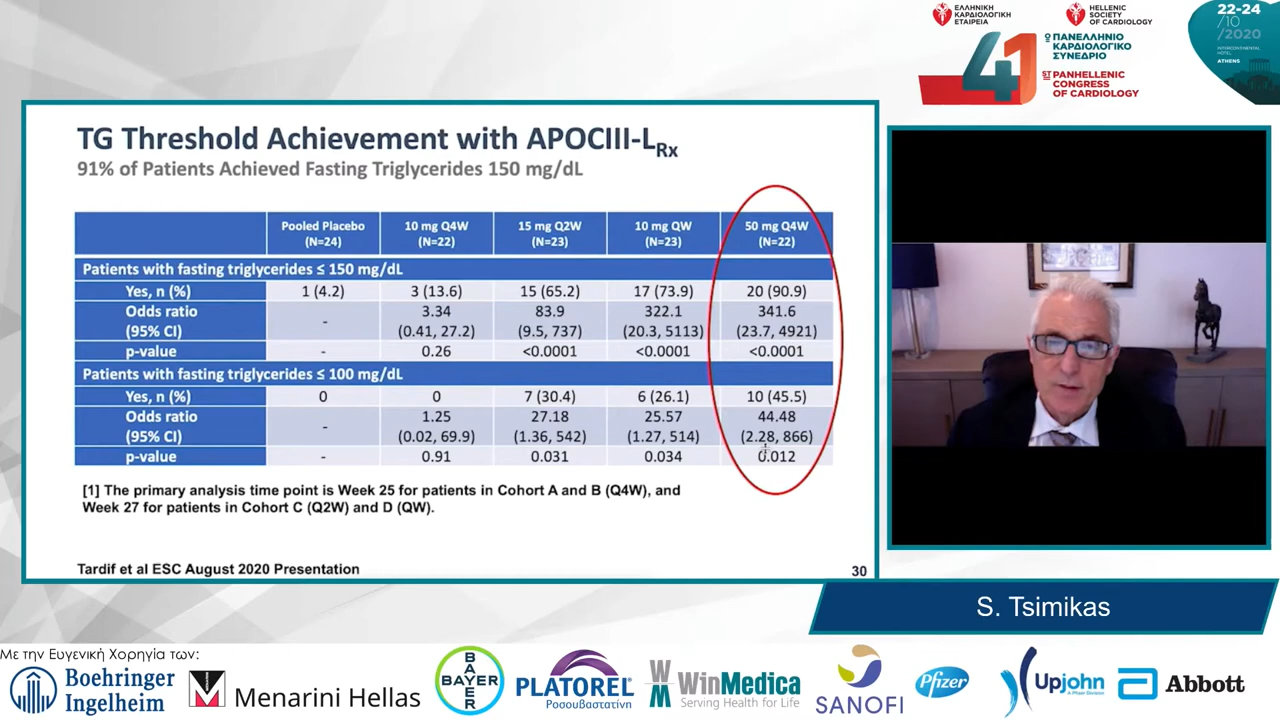 ΕΛΛΗΝΙΚΗ
ΚΑΡΔΙΟΛΟΓΙΚΗ
ΕΤΑΙΡΕΙΑ
HELLENIC
SOCIETY
OF CARDIOLOGY
41
Ο ΠΑΝΕΛΛΗΝΙΟ
ΚΑΡΔΙΟΛΟΓΙΚΟ
ΣΥΝΕΔΡΙΟ
ST PANHELLENIC
CONGRESS
OF CARDIOLOGY
22-24
/10
/2020
INTERCONTINENTAL
HOTEL
ATHENS
TG Threshold Achievement with APOCIII-LRx
91% of Patients Achieved Fasting Triglycerides 150 mg/dL
Pooled Placebo (N=24) 10 mg Q4W (N=22) 15 mg Q2W (N=23) 10 mg QW (N=23) 50 mg Q4W (N=22)
Patients with fasting triglycerides ≤ 150 mg/dL
Yes, n (%) 1 (4.2) 3 (13.6) 15 (65.2) 17 (73.9) 20 (90.9)
Odds ratio (95% CI) - 3.34 (0.41, 27.2) 83.9 (9.5, 737) 322.1 (20.3, 5113) 341.6 (23.7, 4921)
p-value - 0.26 <0.0001 <0.0001 <0.0001
Patients with fasting triglycerides ≤ 100 mg/dL
Yes, n (%) 0 0 7 (30.4) 6 (26.1) 10 (45.5)
Odds ratio (95% CI) - 1.25 (0.02, 69.9) 27.18 (1.36, 542) 25.57 (1.27, 514) 44.48 (2.28, 866)
p-value - 0.91 0.031 0.034 0.012
[1] The primary analysis time point is Week 25 for patients in Cohort A and B (Q4W), and
Week 27 for patients in Cohort C (Q2W) and D (QW).
Tardif et al ESC August 2020 Presentation
30
S. Tsimikas
Με την Ευγενική Χορηγία των:
Boehringer
Ingelheim
Menarini Hellas
BAYER
BAYER
PLATOREL
Ροσουβαστατίνη
WinMedica
Serving Health for Life
SANOFI
Pfizer
Upjohn
A Pfizer Division
Abbott